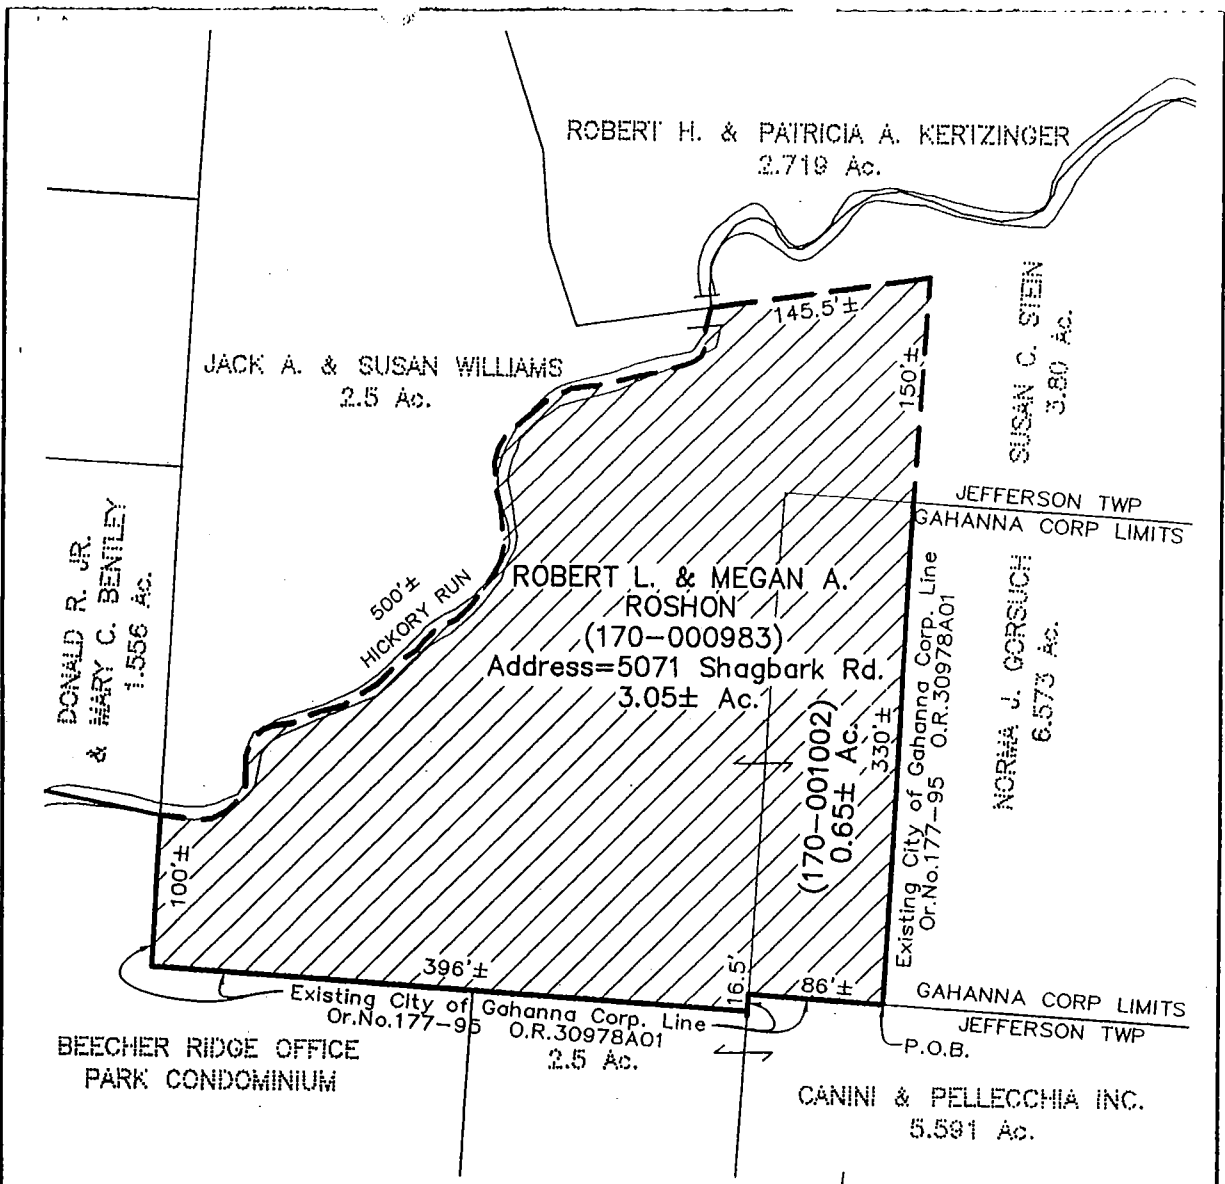 ROBERT H. & PATRICIA A. KERTZINGER
2.719 Ac.
145.5'±
150'±
SUSAN C. STEIN
3.80 Ac.
JACK A. & SUSAN WILLIAMS
2.5 Ac.
JEFFERSON TWP
GAHANNA CORP LIMITS
DONALD R. JR.
& MARY C. BENTLEY
1.556 Ac.
500'±
HICKORY RUN
ROBERT L. & MEGAN A.
ROSHON
(170-000983)
Address=5071 Shagbark Rd.
3.05± Ac.
(170-001002)
0.65± Ac.
330'±
Existing City of Gahanna Corp. Line
Or.No.177-95 O.R.30978A01
NORMA J. GORSUCH
6.573 Ac.
100'±
396'±
16.5'
86'±
Existing City of Gahanna Corp. Line
Or.No.177-95 O.R.30978A01
2.5 Ac.
GAHANNA CORP LIMITS
JEFFERSON TWP
P.O.B.
BEECHER RIDGE OFFICE
PARK CONDOMINIUM
CANINI & PELLECCHIA INC.
5.591 Ac.